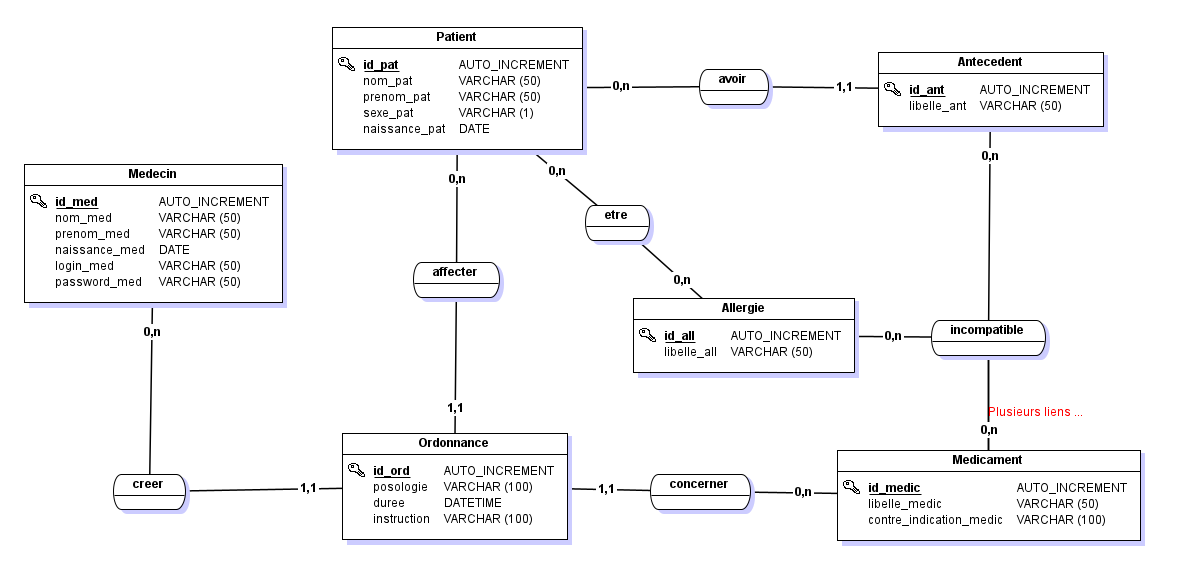 Patient
id_pat AUTO_INCREMENT
nom_pat VARCHAR (50)
prenom_pat VARCHAR (50)
sexe_pat VARCHAR (1)
naissance_pat DATE
0,n
avoir
1,1
Antecedent
id_ant AUTO_INCREMENT
libelle_ant VARCHAR (50)
0,n
0,n
0,n
Medecin
id_med AUTO_INCREMENT
nom_med VARCHAR (50)
prenom_med VARCHAR (50)
naissance_med DATE
login_med VARCHAR (50)
password_med VARCHAR (50)
etre
affecter
0,n
Allergie
id_all AUTO_INCREMENT
libelle_all VARCHAR (50)
0,n
incompatible
0,n
1,1
Plusieurs liens ...
0,n
Ordonnance
id_ord AUTO_INCREMENT
posologie VARCHAR (100)
duree DATETIME
instruction VARCHAR (100)
creer
1,1
1,1
concerner
0,n
Medicament
id_medic AUTO_INCREMENT
libelle_medic VARCHAR (50)
contre_indication_medic VARCHAR (100)